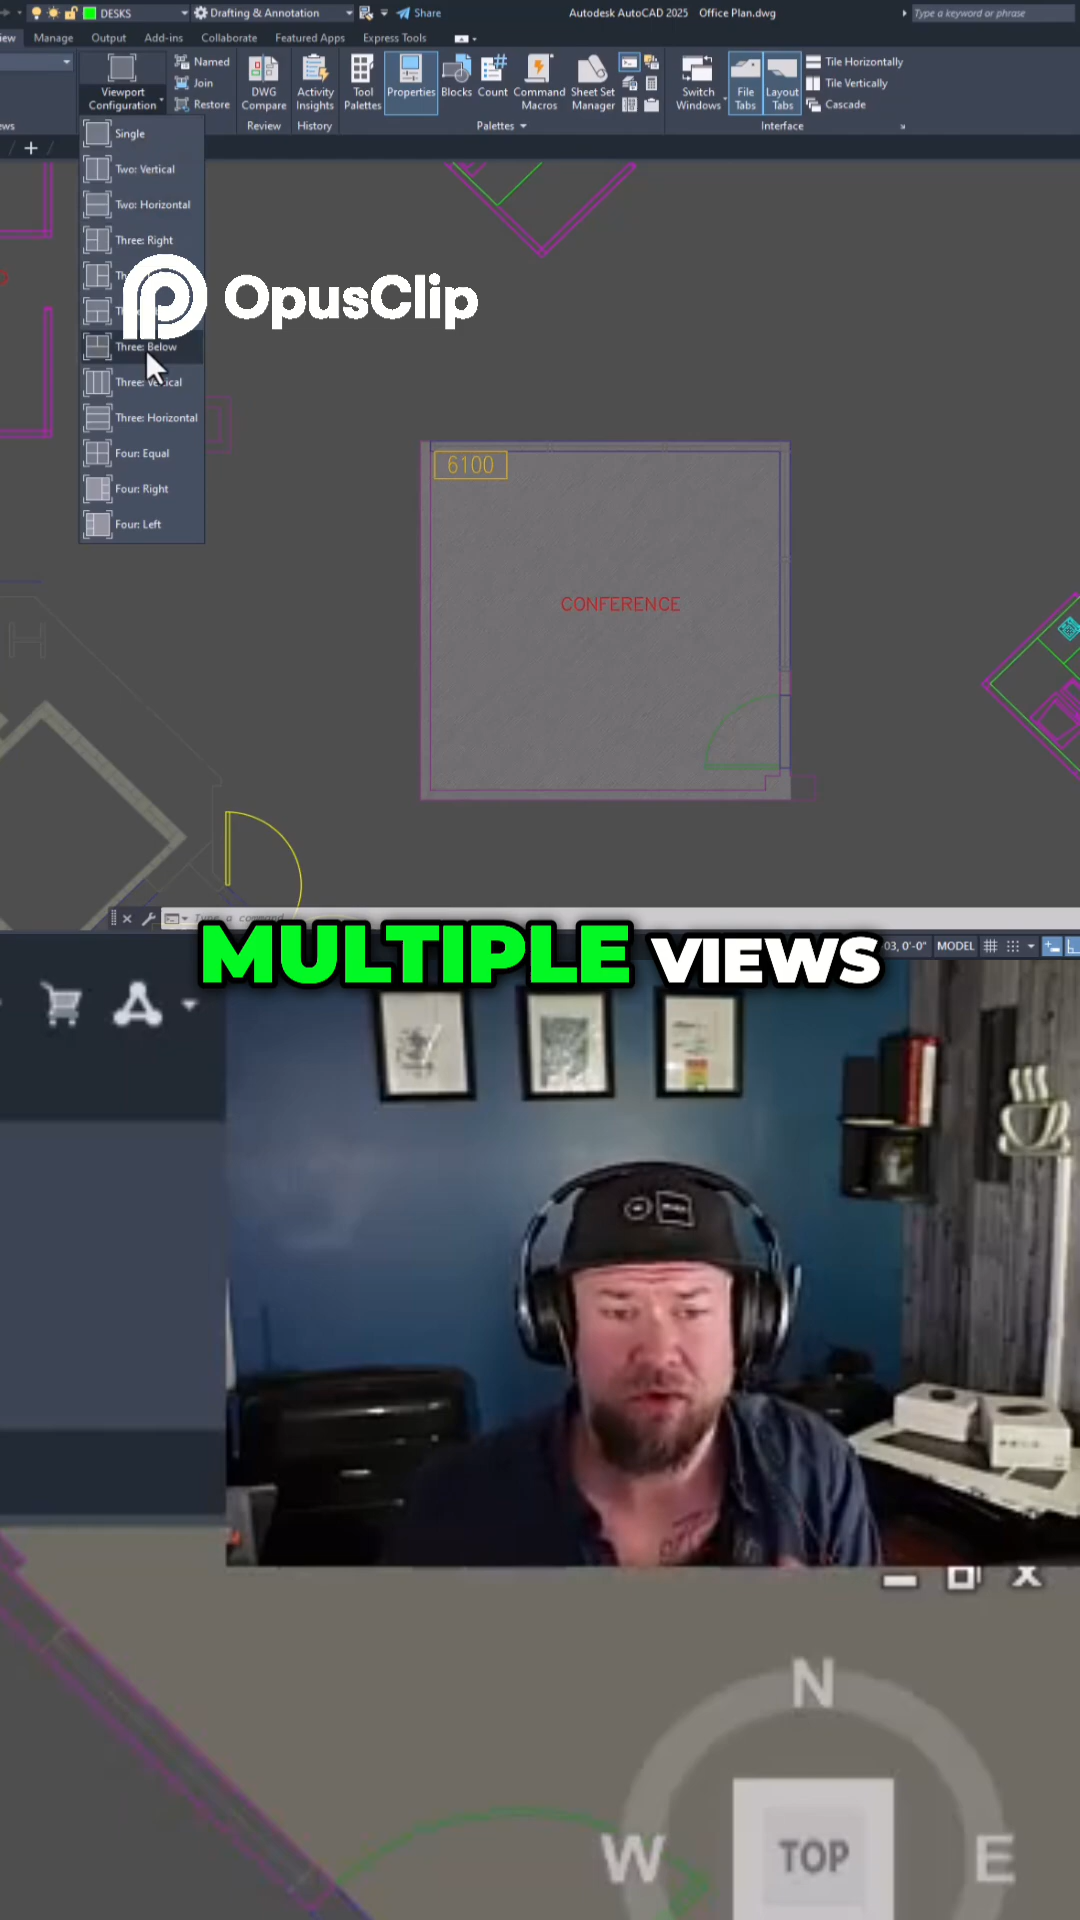 DESKS
Drafting & Annotation
Share
Autodesk AutoCAD 2025 Office Plan.dwg
Type a keyword or phrase
Manage
Output
Add-ins
Collaborate
Featured Apps
Express Tools
Viewport
Configuration
Named
Join
Restore
DWG
Compare
Activity
Insights
Tool
Palettes
Properties
Blocks
Count
Command
Macros
Sheet Set
Manager
Switch
Windows
File
Tabs
Layout
Tabs
Tile Horizontally
Tile Vertically
Cascade
Review
History
Palettes
Interface
Single
Two: Vertical
Two: Horizontal
Three: Right
OpusClip
Three: Below
Three: Vertical
Three: Horizontal
Four: Equal
Four: Right
Four: Left
6100
CONFERENCE
H
Type a command
MODEL
MULTIPLE VIEWS
N
W
TOP
E